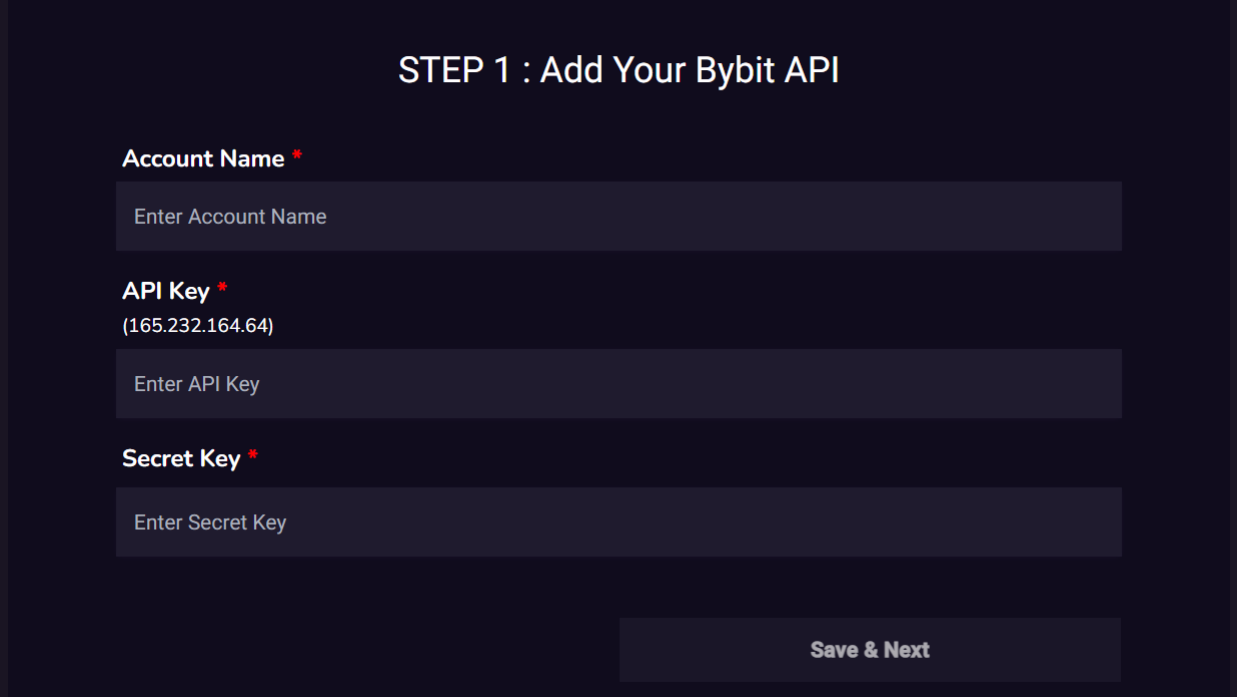 STEP 1 : Add Your Bybit API
Account Name *
Enter Account Name
API Key *
(165.232.164.64)
Enter API Key
Secret Key *
Enter Secret Key
Save & Next